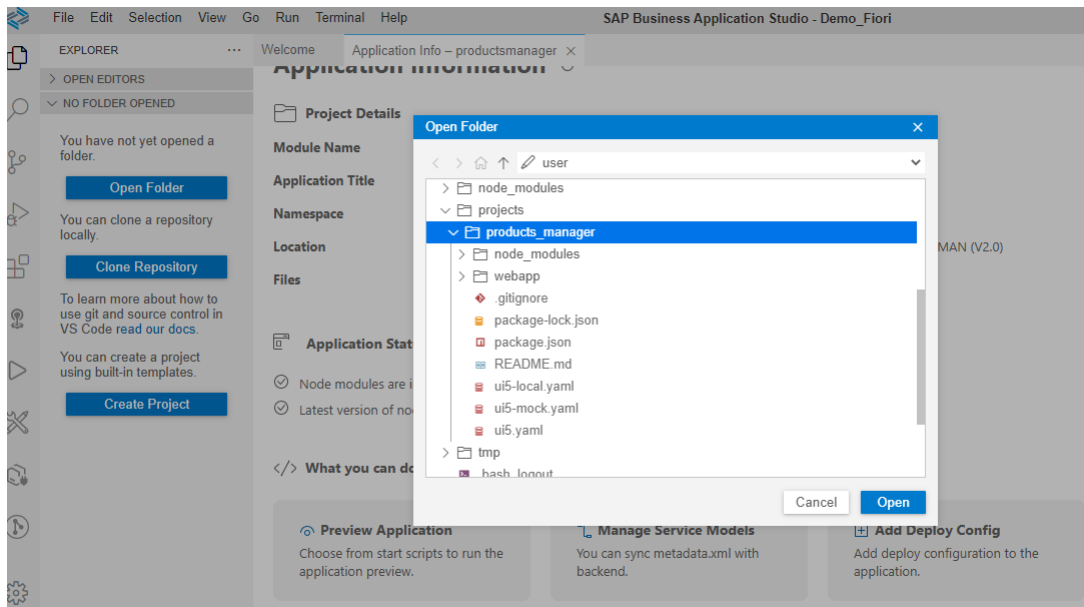 File Edit Selection View Go Run Terminal Help SAP Business Application Studio - Demo_Fiori
EXPLORER ···
Welcome Application Info – productsmanager ×
OPEN EDITORS
NO FOLDER OPENED
You have not yet opened a
folder.
Open Folder
You can clone a repository
locally.
Clone Repository
To learn more about how to
use git and source control in
VS Code read our docs.
You can create a project
using built-in templates.
Create Project
Application Information
Project Details
Module Name
Application Title
Namespace
Location
Files
MAN (V2.0)
Application Stat
Node modules are i
Latest version of no
</> What you can do
Open Folder ×
user
node_modules
projects
products_manager
node_modules
webapp
.gitignore
package-lock.json
package.json
README.md
ui5-local.yaml
ui5-mock.yaml
ui5.yaml
tmp
bash_logout
Cancel Open
Preview Application
Choose from start scripts to run the
application preview.
Manage Service Models
You can sync metadata.xml with
backend.
Add Deploy Config
Add deploy configuration to the
application.